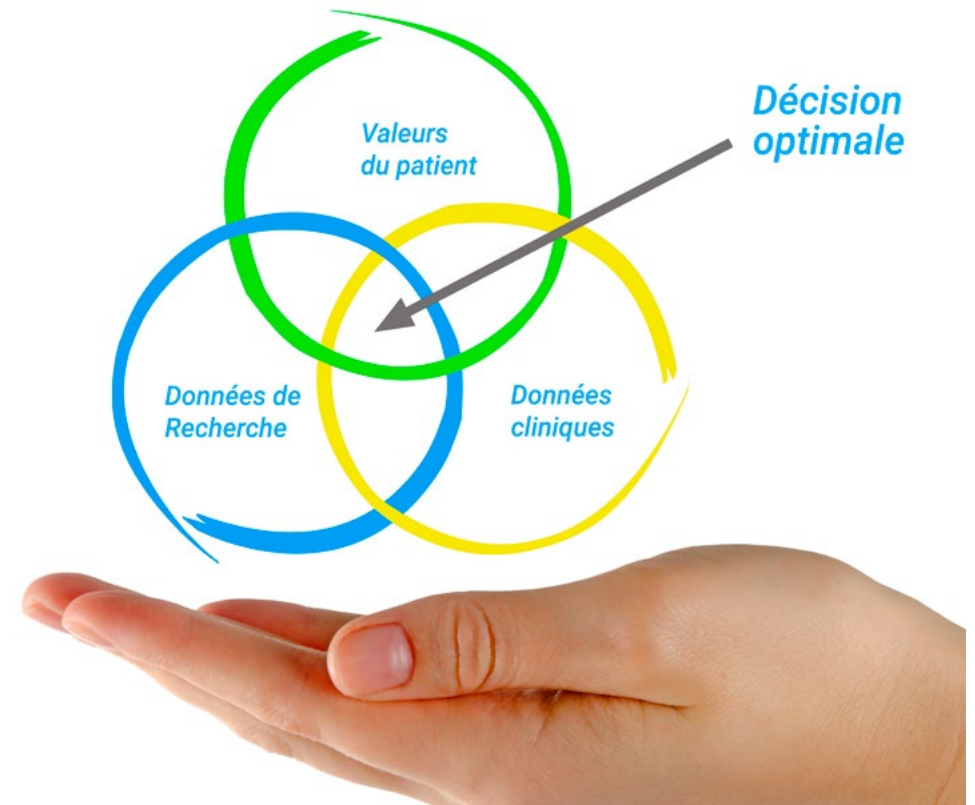 Valeurs
du patient
Décision
optimale
Données de
Recherche
Données
cliniques